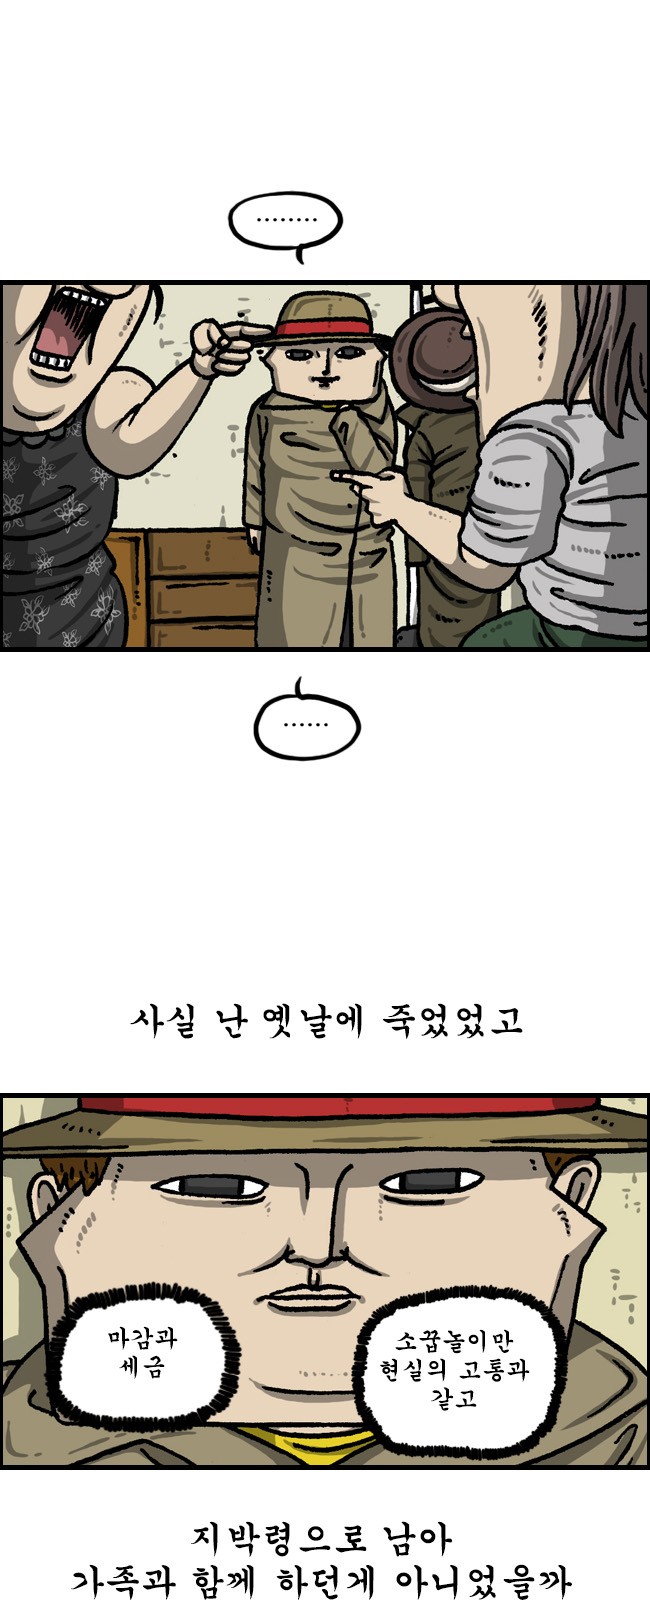 ........
......
사실 난 옛날에 죽었었고
마감과
세금
소꿉놀이만
현실의 고통과
같고
지박령으로 남아
가족과 함께 하던게 아니었을까